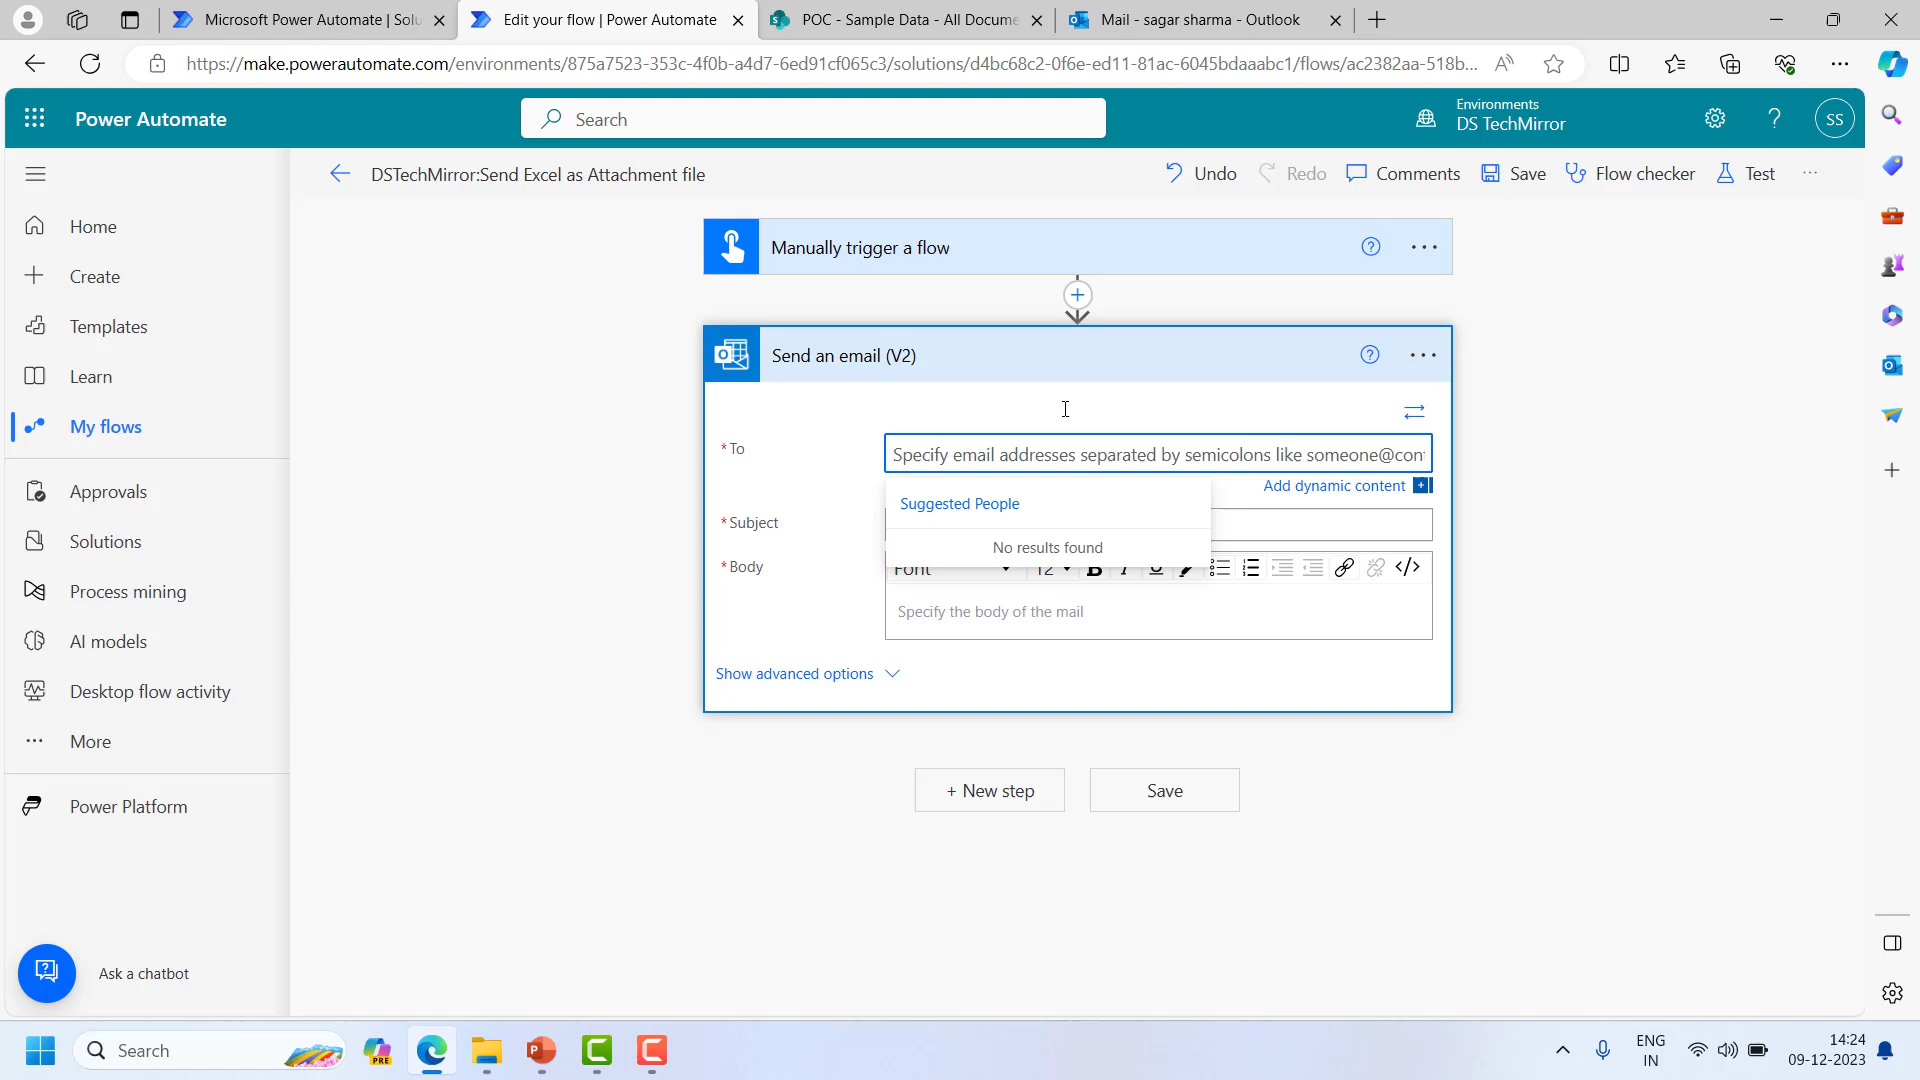 Microsoft Power Automate | Solu
Edit your flow | Power Automate
POC - Sample Data - All Docume
Mail - sagar sharma - Outlook
https://make.powerautomate.com/environments/875a7523-353c-4f0b-a4d7-6ed91cf065c3/solutions/d4bc68c2-0f6e-ed11-81ac-6045bdaaabc1/flows/ac2382aa-518b...
Power Automate
Search
Environments
DS TechMirror
SS
DSTechMirror:Send Excel as Attachment file
Undo
Redo
Comments
Save
Flow checker
Test
Home
Create
Templates
Learn
My flows
Approvals
Solutions
Process mining
AI models
Desktop flow activity
More
Power Platform
Ask a chatbot
Manually trigger a flow
Send an email (V2)
* To
Specify email addresses separated by semicolons like someone@con
Add dynamic content
Suggested People
No results found
* Subject
* Body
Font
12
Specify the body of the mail
Show advanced options
+ New step
Save
Search
PRE
ENG
IN
14:24
09-12-2023